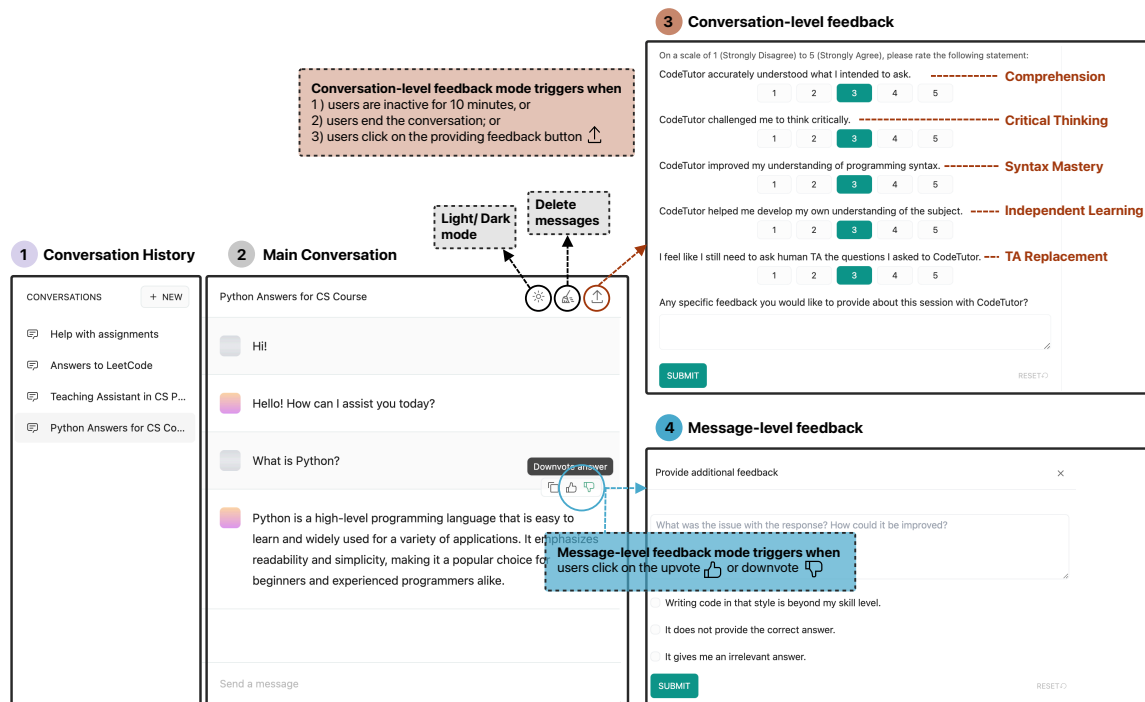 3 Conversation-level feedback
On a scale of 1 (Strongly Disagree) to 5 (Strongly Agree), please rate the following statement:
CodeTutor accurately understood what I intended to ask.
Comprehension
1 2 3 4 5
CodeTutor challenged me to think critically.
Critical Thinking
1 2 3 4 5
CodeTutor improved my understanding of programming syntax.
Syntax Mastery
1 2 3 4 5
CodeTutor helped me develop my own understanding of the subject.
Independent Learning
1 2 3 4 5
I feel like I still need to ask human TA the questions I asked to CodeTutor.
TA Replacement
1 2 3 4 5
Any specific feedback you would like to provide about this session with CodeTutor?
SUBMIT
RESET
Conversation-level feedback mode triggers when
1 ) users are inactive for 10 minutes, or
2) users end the conversation; or
3) users click on the providing feedback button
Light/ Dark
mode
Delete
messages
1 Conversation History
CONVERSATIONS
+ NEW
Help with assignments
Answers to LeetCode
Teaching Assistant in CS P...
Python Answers for CS Co...
2 Main Conversation
Python Answers for CS Course
Hi!
Hello! How can I assist you today?
What is Python?
Downvote answer
Python is a high-level programming language that is easy to
learn and widely used for a variety of applications. It emphasizes
readability and simplicity, making it a popular choice for
beginners and experienced programmers alike.
Send a message
4 Message-level feedback
Provide additional feedback
What was the issue with the response? How could it be improved?
Message-level feedback mode triggers when
users click on the upvote or downvote
Writing code in that style is beyond my skill level.
It does not provide the correct answer.
It gives me an irrelevant answer.
SUBMIT
RESET